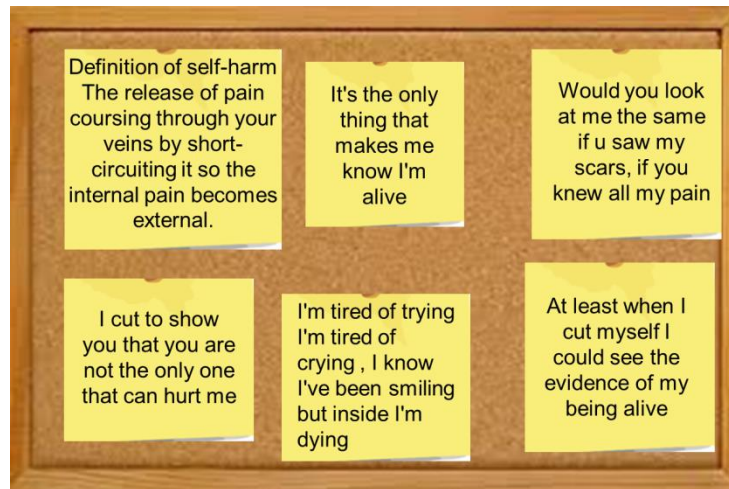 Definition of self-harm
The release of pain
coursing through your
veins by short-
circuiting it so the
internal pain becomes
external.
It's the only
thing that
makes me
know I'm
alive
Would you look
at me the same
if u saw my
scars, if you
knew all my pain
I cut to show
you that you are
not the only one
that can hurt me
I'm tired of trying
I'm tired of
crying , I know
I've been smiling
but inside I'm
dying
At least when I
cut myself I
could see the
evidence of my
being alive